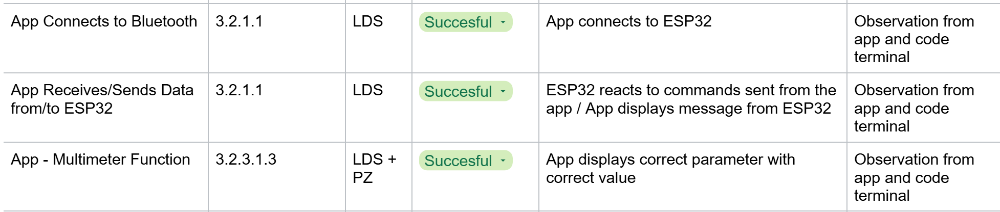 App Connects to Bluetooth
3.2.1.1
LDS
Succesful
App connects to ESP32
Observation from
app and code
terminal
App Receives/Sends Data
from/to ESP32
3.2.1.1
LDS
Succesful
ESP32 reacts to commands sent from the
app / App displays message from ESP32
Observation from
app and code
terminal
App - Multimeter Function
3.2.3.1.3
LDS +
PZ
Succesful
App displays correct parameter with
correct value
Observation from
app and code
terminal